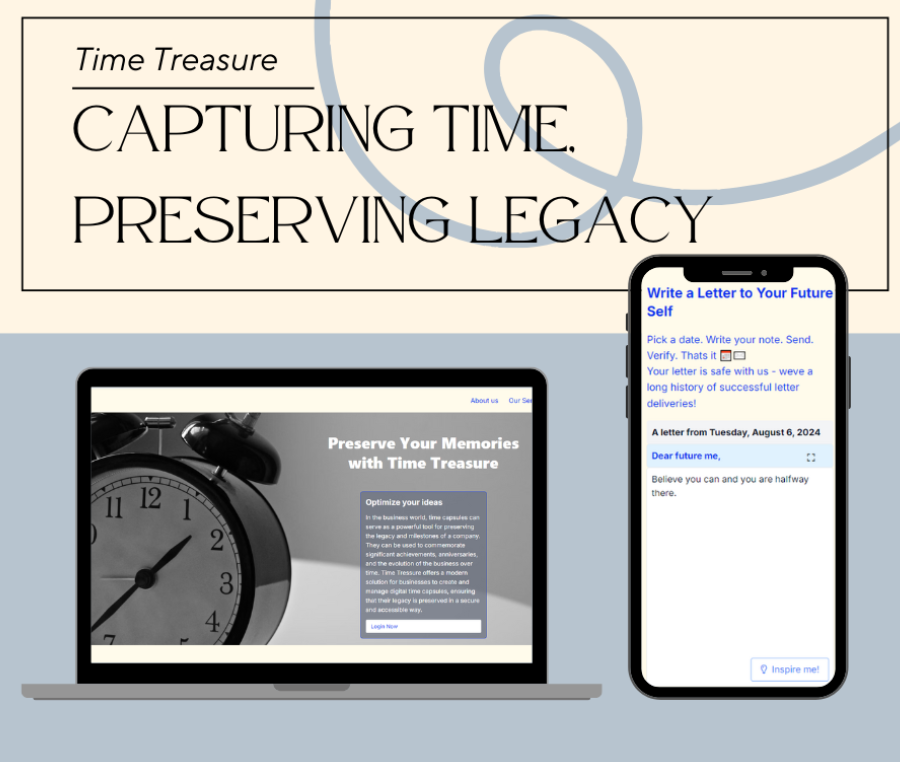 Time Treasure
CAPTURING TIME,
PRESERVING LEGACY
About us Our Ser
Preserve Your Memories
with Time Treasure
Optimize your ideas
In the business world, time capsules can
serve as a powerful tool for preserving
the legacy and milestones of a company.
They can be used to commemorate
significant achievements, anniversaries,
and the evolution of the business over
time. Time Treasure offers a modern
solution for businesses to create and
manage digital time capsules, ensuring
that their legacy is preserved in a secure
and accessible way.
Login Now
11 12 1
2
3
4
7
Write a Letter to Your Future
Self
Pick a date. Write your note. Send.
Verify. Thats it
Your letter is safe with us - weve a
long history of successful letter
deliveries!
A letter from Tuesday, August 6, 2024
Dear future me,
Believe you can and you are halfway
there.
Inspire me!